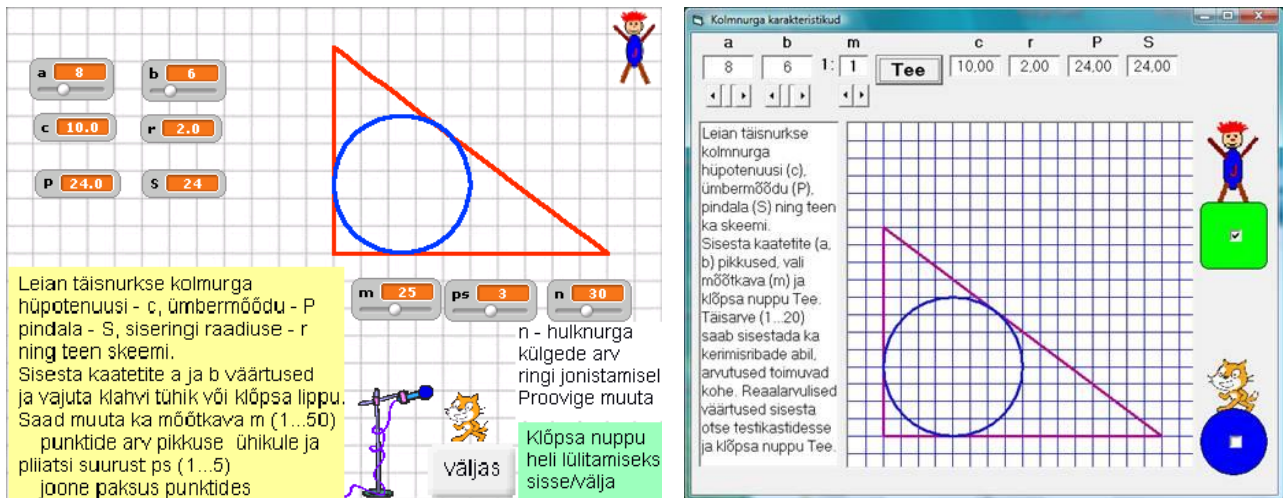 a 8
b 6
c 10.0
r 2.0
P 24.0
S 24
J
Leian täisnurkse kolmurga
hüpotenuusi - c, ümbermõõdu - P
pindala - S, siseringi raadiuse - r
ning teen skeemi.
Sisesta kaatetite a ja b väärtused
ja vajuta klahvi tühik või klõpsa lippu.
Saad muuta ka mõõtkava m (1...50)
punktide arv pikkuse ühikule ja
pliiatsi suurust ps (1...5)
joone paksus punktides
m 25
ps 3
n 30
n - hulknurga
külgede arv
ringi jonistamisel
Proovige muuta
väljas
Klõpsa nuppu
heli lülitamiseks
sisse/välja
Kolmnurga karakteristikud
a b m c r P S
8 6 1: 1 Tee 10,00 2,00 24,00 24,00
Leian täisnurkse
kolmnurga
hüpotenuusi (c),
ümbermõõdu (P),
pindala (S) ning teen
ka skeemi.
Sisesta kaatetite (a,
b) pikkused, vali
mõõtkava (m) ja
klõpsa nuppu Tee.
Täisarve (1...20)
saab sisestada ka
kerimisribade abil,
arvutused toimuvad
kohe. Reaalarvulised
väärtused sisesta
otse testikastidesse
ja klõpsa nuppu Tee.
J